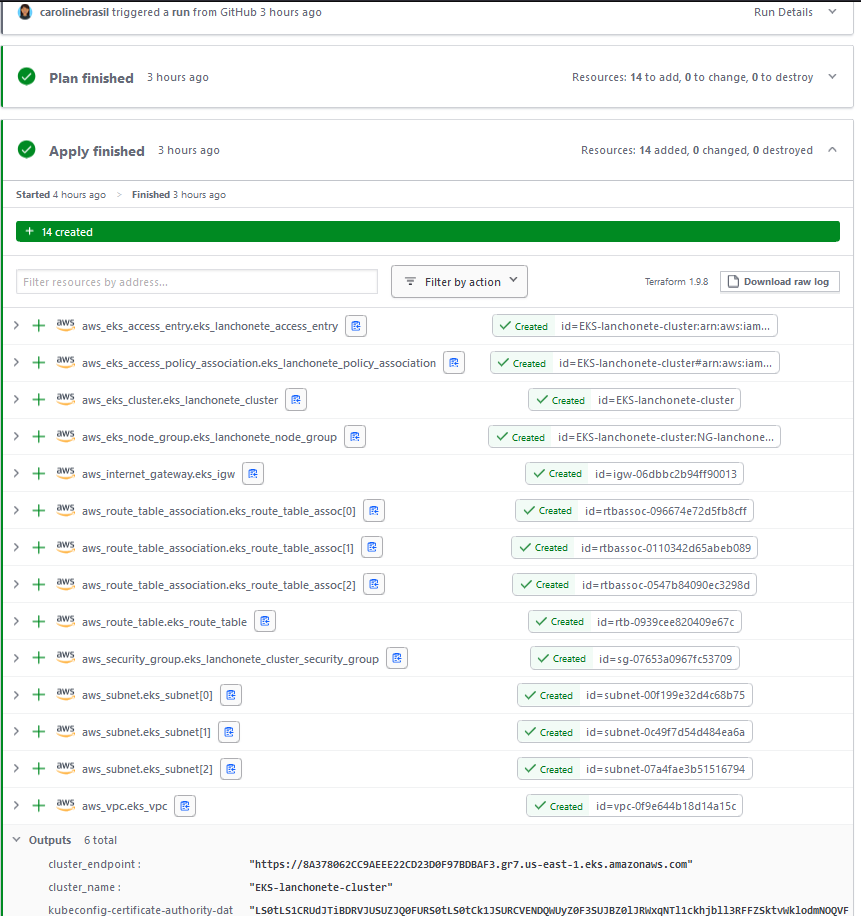 carolinebrasil triggered a run from GitHub 3 hours ago Run Details
Plan finished 3 hours ago Resources: 14 to add, 0 to change, 0 to destroy
Apply finished 3 hours ago Resources: 14 added, 0 changed, 0 destroyed
Started 4 hours ago > Finished 3 hours ago
+ 14 created
Filter resources by address... Filter by action Terraform 1.9.8 Download raw log
aws aws_eks_access_entry.eks_lanchonete_access_entry Created id=EKS-lanchonete-cluster:arn:aws:iam...
aws aws_eks_access_policy_association.eks_lanchonete_policy_association Created id=EKS-lanchonete-cluster#arn:aws:iam...
aws aws_eks_cluster.eks_lanchonete_cluster Created id=EKS-lanchonete-cluster
aws aws_eks_node_group.eks_lanchonete_node_group Created id=EKS-lanchonete-cluster:NG-lanchone...
aws aws_internet_gateway.eks_igw Created id=igw-06dbbc2b94ff90013
aws aws_route_table_association.eks_route_table_assoc[0] Created id=rtbassoc-096674e72d5fb8cff
aws aws_route_table_association.eks_route_table_assoc[1] Created id=rtbassoc-0110342d65abeb089
aws aws_route_table_association.eks_route_table_assoc[2] Created id=rtbassoc-0547b84090ec3298d
aws aws_route_table.eks_route_table Created id=rtb-0939cee820409e67c
aws aws_security_group.eks_lanchonete_cluster_security_group Created id=sg-07653a0967fc53709
aws aws_subnet.eks_subnet[0] Created id=subnet-00f199e32d4c68b75
aws aws_subnet.eks_subnet[1] Created id=subnet-0c49f7d54d484ea6a
aws aws_subnet.eks_subnet[2] Created id=subnet-07a4fae3b51516794
aws aws_vpc.eks_vpc Created id=vpc-0f9e644b18d14a15c
Outputs 6 total
cluster_endpoint : "https://8A378062CC9AEEE22CD23D0F97BDBAF3.gr7.us-east-1.eks.amazonaws.com"
cluster_name : "EKS-lanchonete-cluster"
kubeconfig-certificate-authority-dat